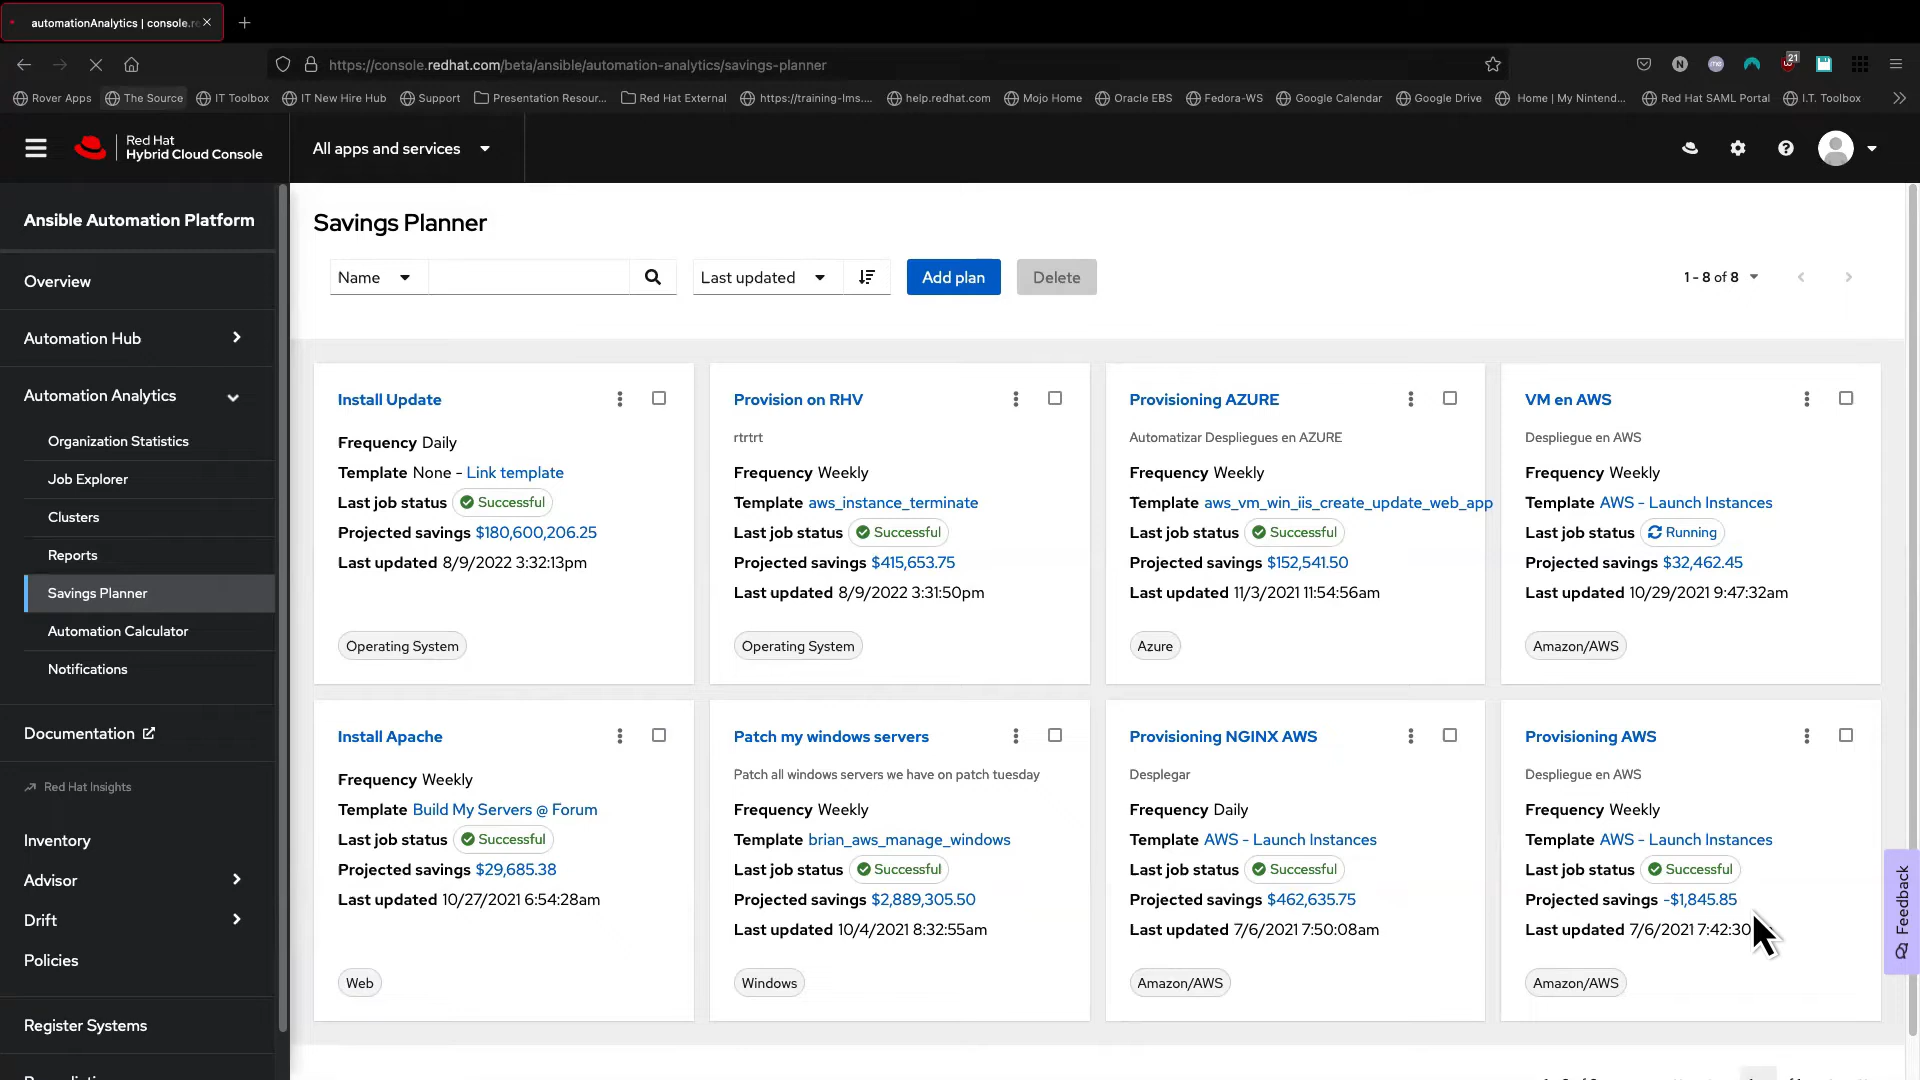 automationAnalytics | console.re
https://console.redhat.com/beta/ansible/automation-analytics/savings-planner
21
Rover Apps
The Source
IT Toolbox
IT New Hire Hub
Support
Presentation Resour...
Red Hat External
https://training-lms....
help.redhat.com
Mojo Home
Oracle EBS
Fedora-WS
Google Calendar
Google Drive
Home | My Nintend...
Red Hat SAML Portal
I.T. Toolbox
Red Hat
Hybrid Cloud Console
All apps and services
Ansible Automation Platform
Overview
Automation Hub
Automation Analytics
Organization Statistics
Job Explorer
Clusters
Reports
Savings Planner
Automation Calculator
Notifications
Documentation
Red Hat Insights
Inventory
Advisor
Drift
Policies
Register Systems
Savings Planner
Name
Last updated
Add plan
Delete
1 - 8 of 8
Install Update
Frequency Daily
Template None - Link template
Last job status Successful
Projected savings $180,600,206.25
Last updated 8/9/2022 3:32:13pm
Operating System
Provision on RHV
rtrtrt
Frequency Weekly
Template aws_instance_terminate
Last job status Successful
Projected savings $415,653.75
Last updated 8/9/2022 3:31:50pm
Operating System
Provisioning AZURE
Automatizar Despliegues en AZURE
Frequency Weekly
Template aws_vm_win_iis_create_update_web_app
Last job status Successful
Projected savings $152,541.50
Last updated 11/3/2021 11:54:56am
Azure
VM en AWS
Despliegue en AWS
Frequency Weekly
Template AWS - Launch Instances
Last job status Running
Projected savings $32,462.45
Last updated 10/29/2021 9:47:32am
Amazon/AWS
Install Apache
Frequency Weekly
Template Build My Servers @ Forum
Last job status Successful
Projected savings $29,685.38
Last updated 10/27/2021 6:54:28am
Web
Patch my windows servers
Patch all windows servers we have on patch tuesday
Frequency Weekly
Template brian_aws_manage_windows
Last job status Successful
Projected savings $2,889,305.50
Last updated 10/4/2021 8:32:55am
Windows
Provisioning NGINX AWS
Desplegar
Frequency Daily
Template AWS - Launch Instances
Last job status Successful
Projected savings $462,635.75
Last updated 7/6/2021 7:50:08am
Amazon/AWS
Provisioning AWS
Despliegue en AWS
Frequency Weekly
Template AWS - Launch Instances
Last job status Successful
Projected savings -$1,845.85
Last updated 7/6/2021 7:42:30
Amazon/AWS
Feedback